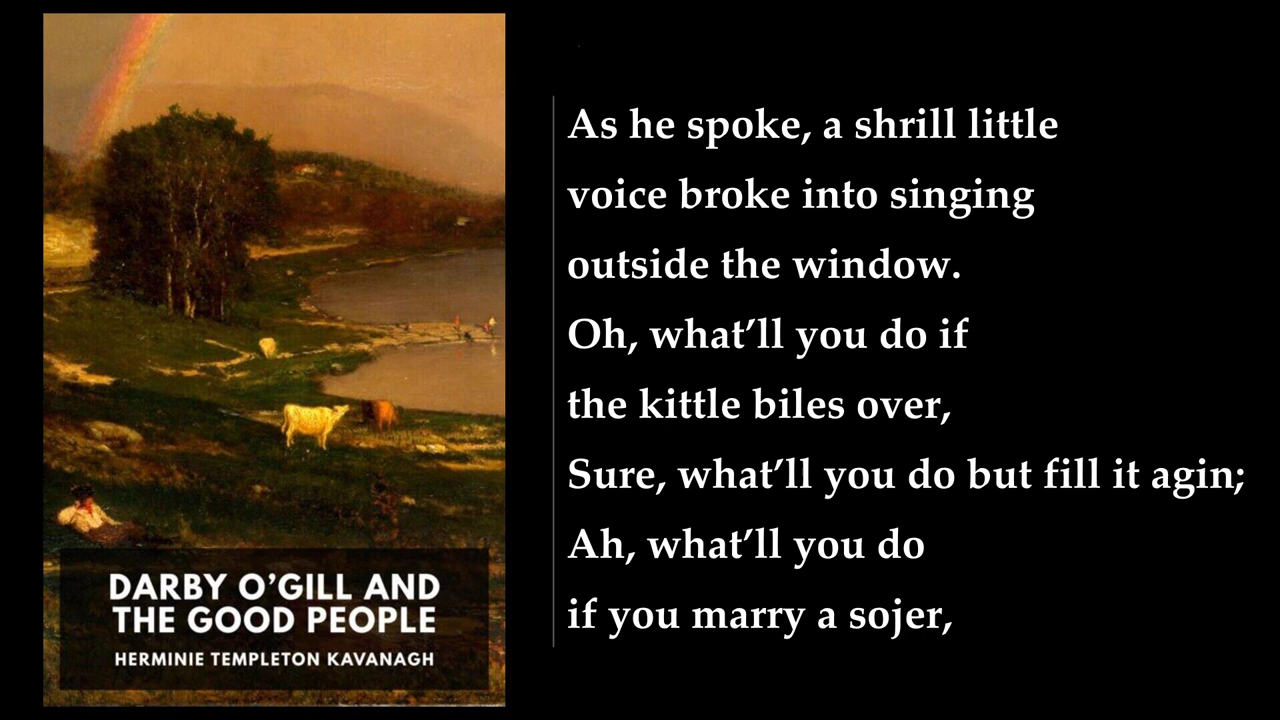 DARBY O’GILL AND
THE GOOD PEOPLE
HERMINIE TEMPLETON KAVANAGH
As he spoke, a shrill little
voice broke into singing
outside the window.
Oh, what’ll you do if
the kittle biles over,
Sure, what’ll you do but fill it agin;
Ah, what’ll you do
if you marry a sojer,